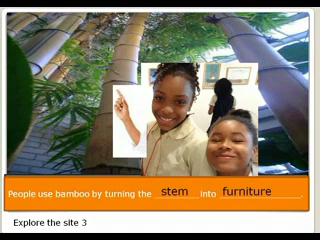 People use bamboo by turning the stem into furniture.
Explore the site 3